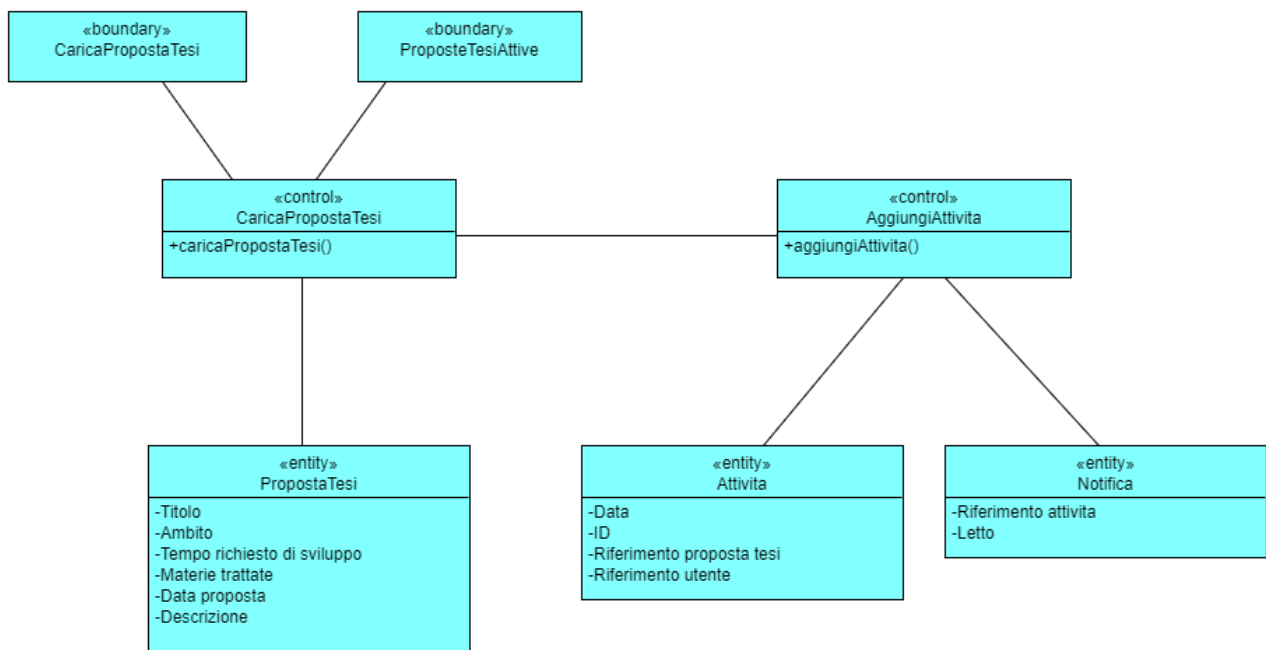 «boundary»
CaricaPropostaTesi
«boundary»
ProposteTesiAttive
«control»
CaricaPropostaTesi
+caricaPropostaTesi()
«control»
AggiungiAttivita
+aggiungiAttivita()
«entity»
PropostaTesi
-Titolo
-Ambito
-Tempo richiesto di sviluppo
-Materie trattate
-Data proposta
-Descrizione
«entity»
Attivita
-Data
-ID
-Riferimento proposta tesi
-Riferimento utente
«entity»
Notifica
-Riferimento attivita
-Letto